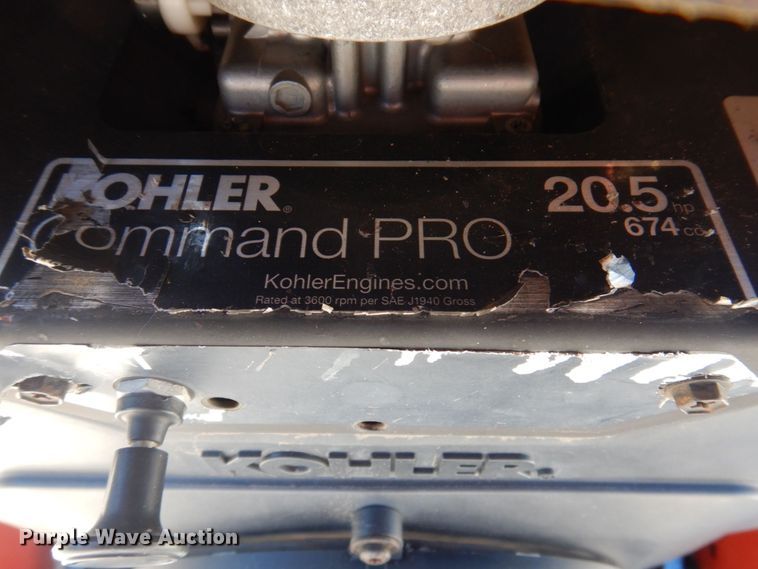 KOHLER®
20.5 hp
674 cc
Command PRO
KohlerEngines.com
Rated at 3600 rpm per SAE J1940 Gross
KOHLER.
Purple Wave Auction